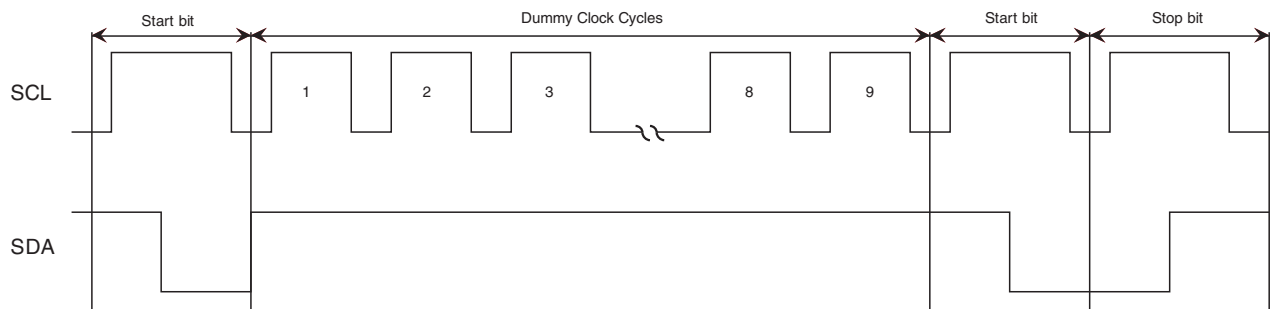 Start bit
Dummy Clock Cycles
Start bit
Stop bit
SCL
1
2
3
8
9
SDA